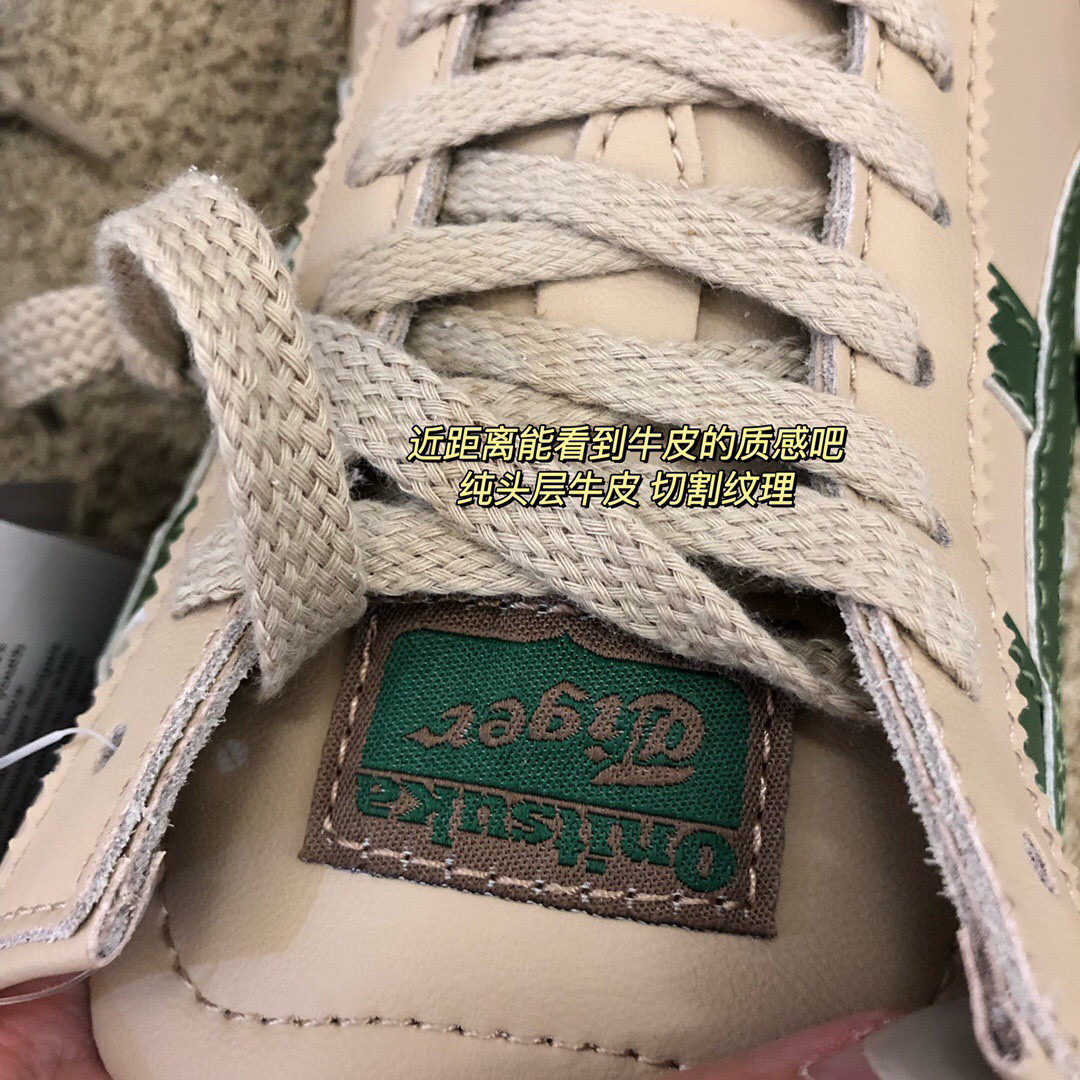 近距离能看到牛皮的质感吧
纯头层牛皮 切割纹理
Onitsuka
Tiger